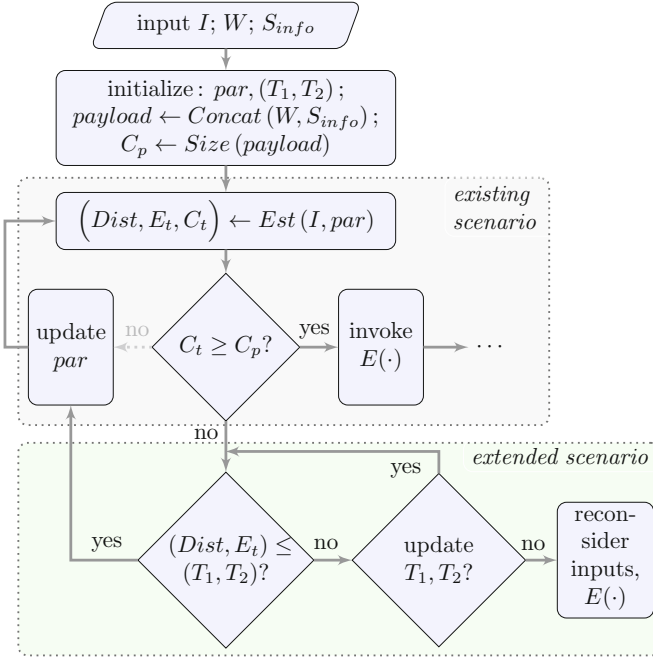 input I; W; S_info
initialize: par, (T_1, T_2);
payload ← Concat (W, S_info);
C_p ← Size (payload)
existing
scenario
(Dist, E_t, C_t) ← Est (I, par)
update
par
no
C_t ≥ C_p?
yes
invoke
E(·)
···
no
extended scenario
yes
yes
(Dist, E_t) ≤
(T_1, T_2)?
no
update
T_1, T_2?
no
recon-
sider
inputs,
E(·)